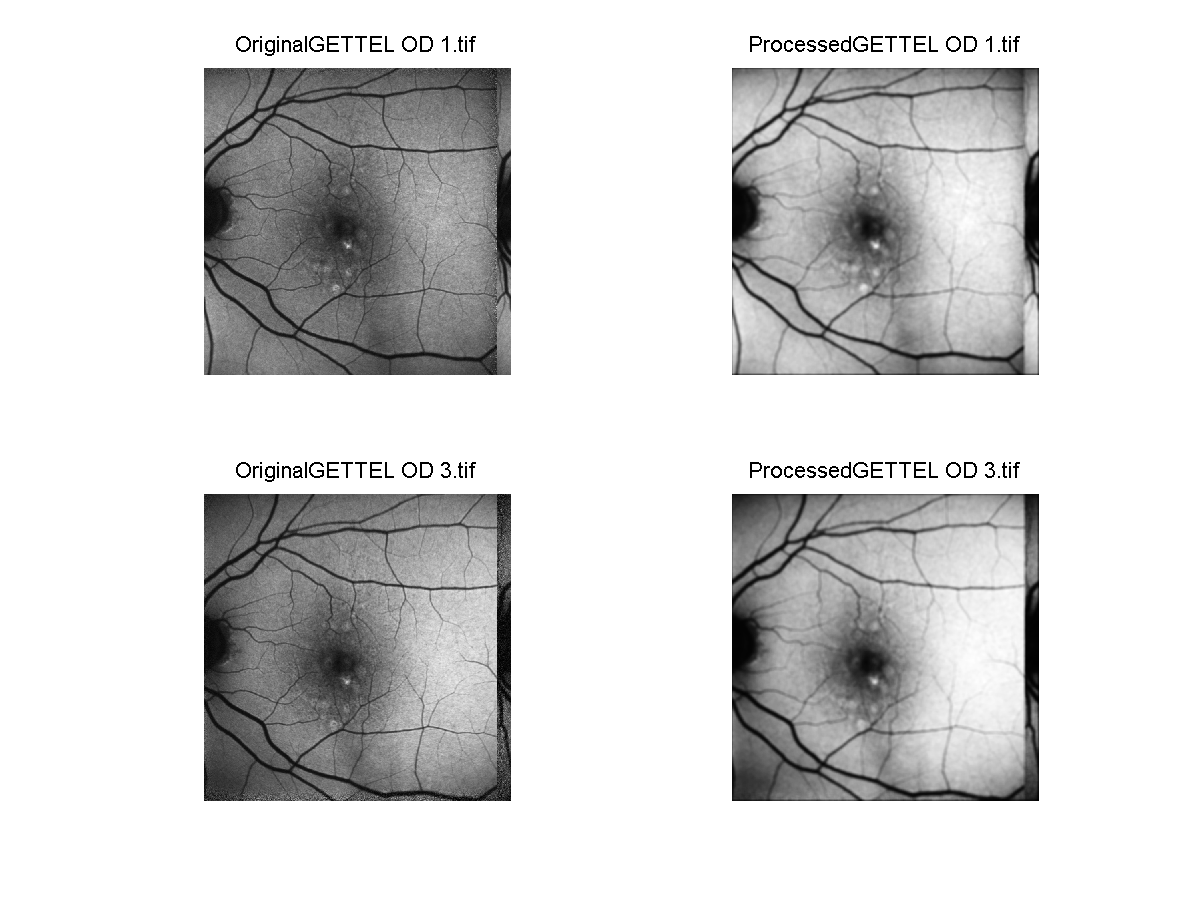 OriginalGETTEL OD 1.tif
ProcessedGETTEL OD 1.tif
OriginalGETTEL OD 3.tif
ProcessedGETTEL OD 3.tif